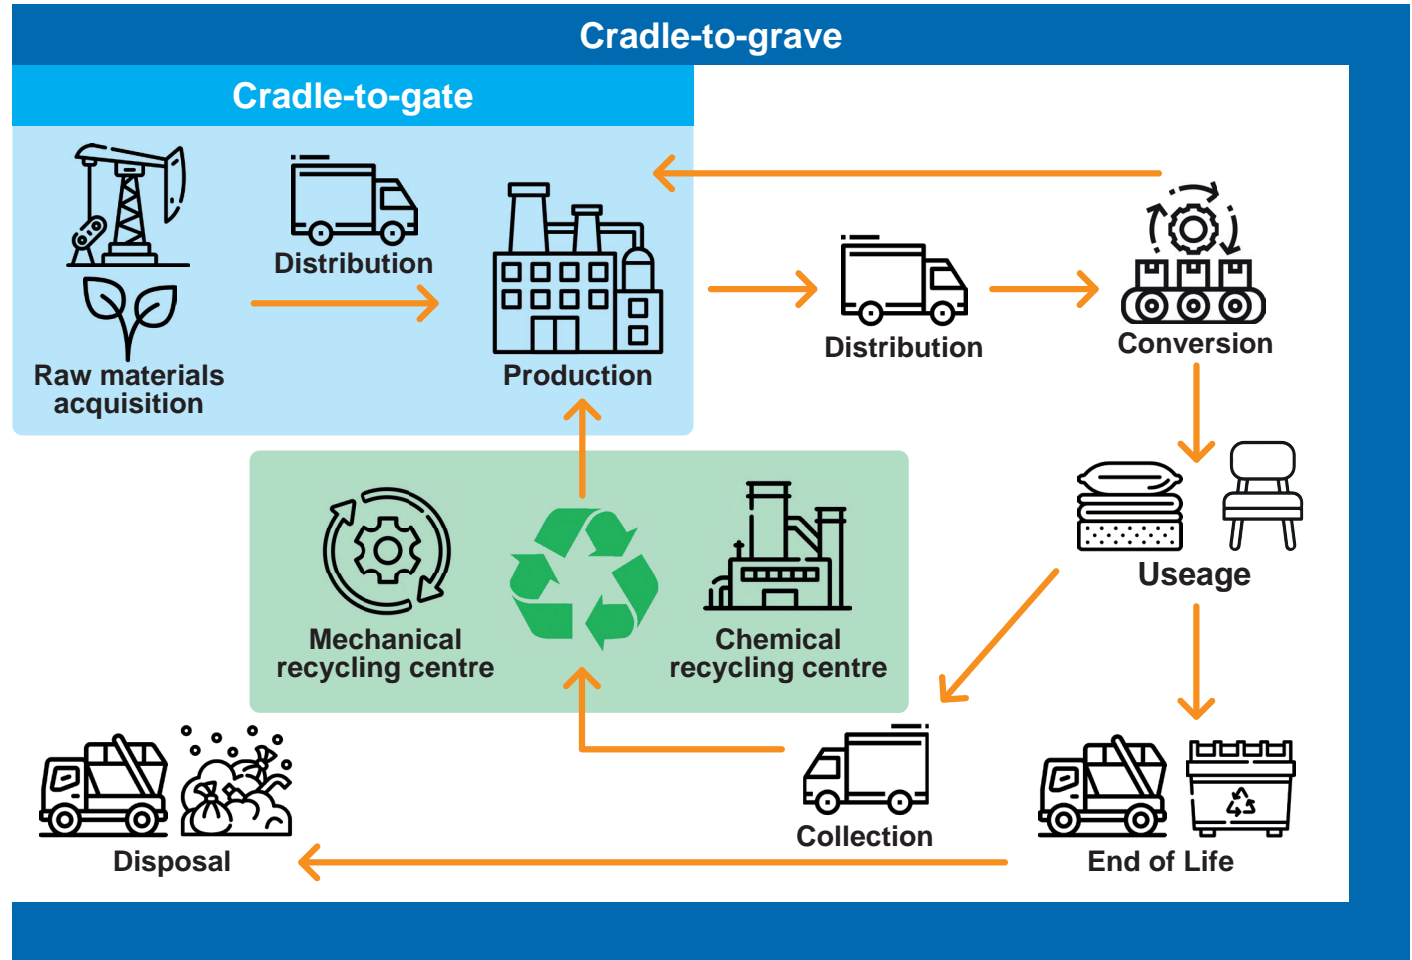 Cradle-to-grave
Cradle-to-gate
Distribution
Raw materials
acquisition
Production
Distribution
Conversion
Useage
Mechanical
recycling centre
Chemical
recycling centre
Collection
Disposal
End of Life